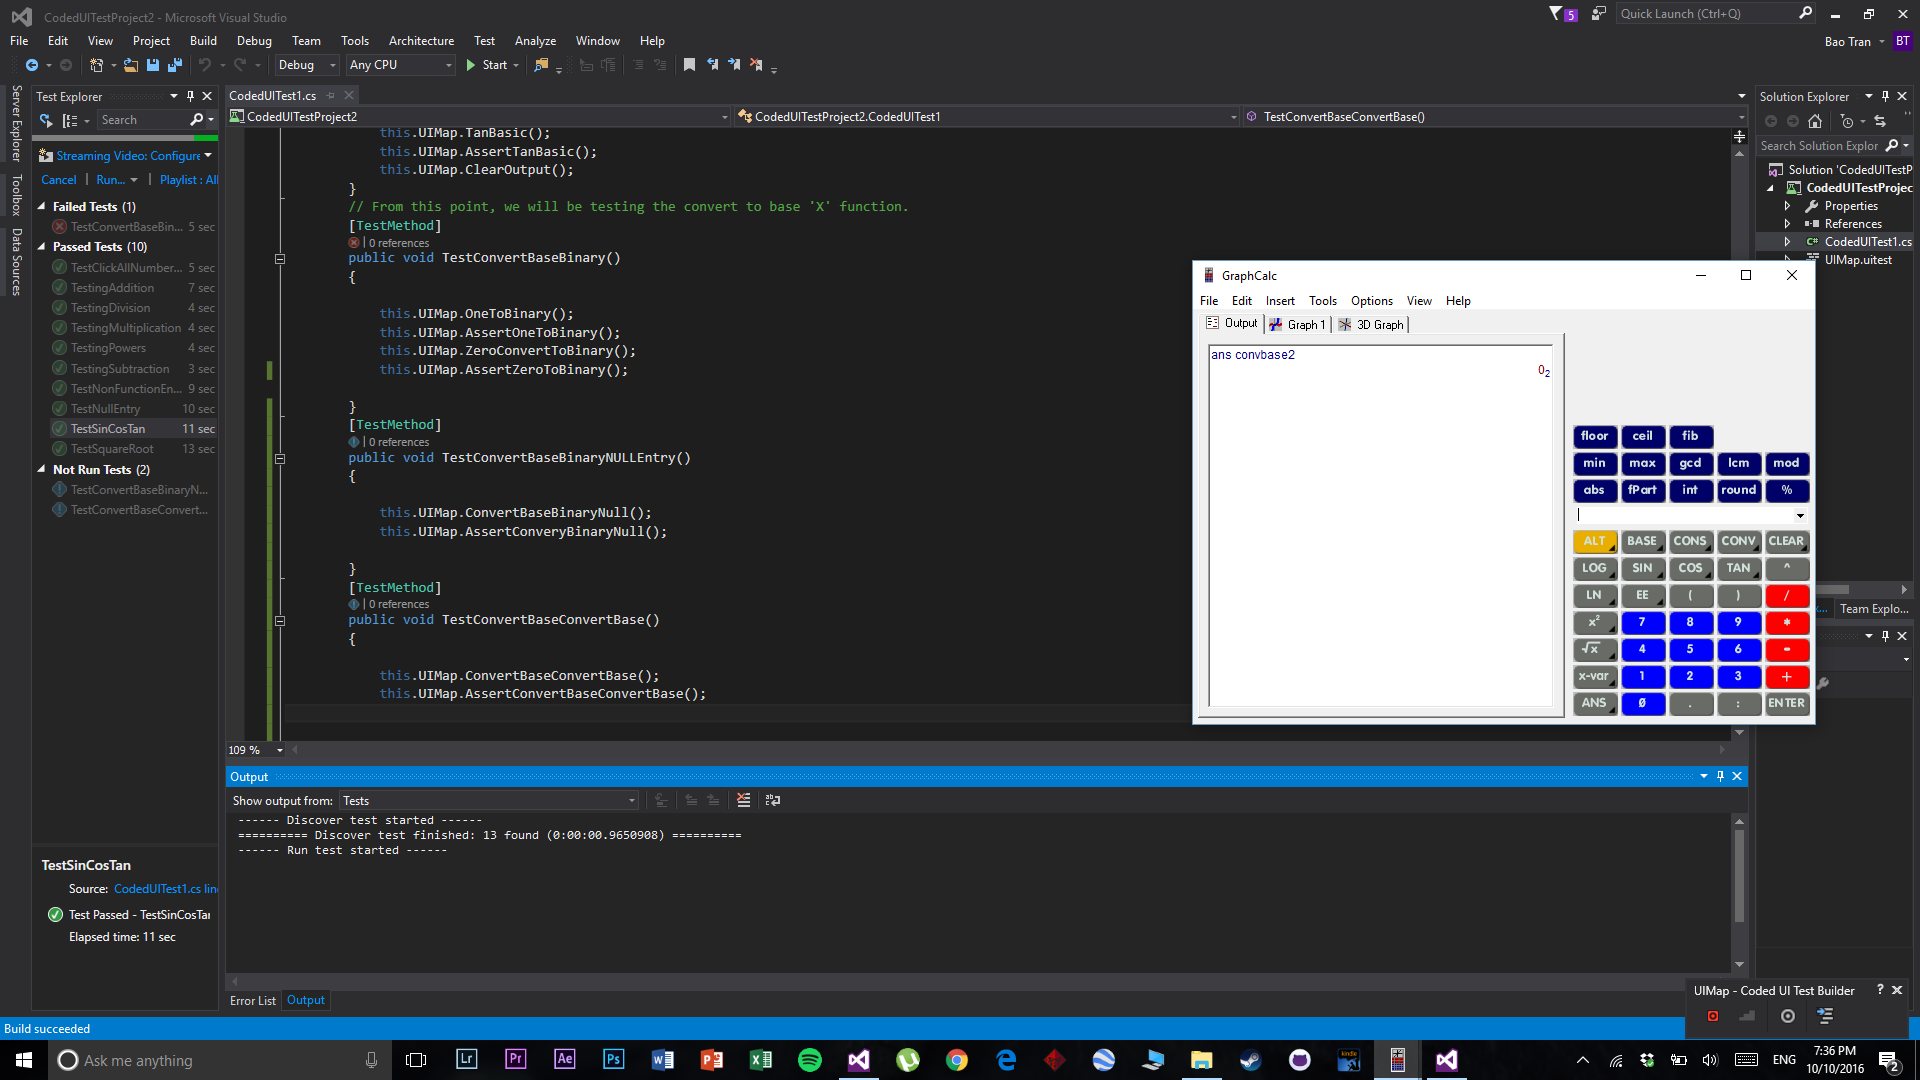 CodedUITestProject2 - Microsoft Visual Studio
5
Quick Launch (Ctrl+Q)
File Edit View Project Build Debug Team Tools Architecture Test Analyze Window Help
Bao Tran BT
Debug Any CPU Start
Server Explorer
Toolbox
Data Sources
Test Explorer
Search
Streaming Video: Configure
Cancel Run... Playlist : All
Failed Tests (1)
TestConvertBaseBin... 5 sec
Passed Tests (10)
TestClickAllNumber... 5 sec
TestingAddition 7 sec
TestingDivision 4 sec
TestingMultiplication 4 sec
TestingPowers 4 sec
TestingSubtraction 3 sec
TestNonFunctionEn... 9 sec
TestNullEntry 10 sec
TestSinCosTan 11 sec
TestSquareRoot 13 sec
Not Run Tests (2)
TestConvertBaseBinaryN...
TestConvertBaseConvert...
TestSinCosTan
Source: CodedUITest1.cs lin
Test Passed - TestSinCosTan
Elapsed time: 11 sec
CodedUITest1.cs
CodedUITestProject2 CodedUITestProject2.CodedUITest1 TestConvertBaseConvertBase()
this.UIMap.TanBasic();
this.UIMap.AssertTanBasic();
this.UIMap.ClearOutput();
}
// From this point, we will be testing the convert to base 'X' function.
[TestMethod]
| 0 references
public void TestConvertBaseBinary()
{
this.UIMap.OneToBinary();
this.UIMap.AssertOneToBinary();
this.UIMap.ZeroConvertToBinary();
this.UIMap.AssertZeroToBinary();
}
[TestMethod]
| 0 references
public void TestConvertBaseBinaryNULLEntry()
{
this.UIMap.ConvertBaseBinaryNull();
this.UIMap.AssertConveryBinaryNull();
}
[TestMethod]
| 0 references
public void TestConvertBaseConvertBase()
{
this.UIMap.ConvertBaseConvertBase();
this.UIMap.AssertConvertBaseConvertBase();
109 %
Output
Show output from: Tests
------ Discover test started ------
========== Discover test finished: 13 found (0:00:00.9650908) ==========
------ Run test started ------
Error List Output
Build succeeded
Solution Explorer
Search Solution Explor
Solution 'CodedUITestP
CodedUITestProjec
Properties
References
C# CodedUITest1.cs
UIMap.uitest
Team Explo...
GraphCalc
File Edit Insert Tools Options View Help
Output Graph 1 3D Graph
ans convbase2
0₂
floor ceil fib
min max gcd lcm mod
abs fPart int round %
ALT BASE CONS CONV CLEAR
LOG SIN COS TAN ^
LN EE ( ) /
x² 7 8 9 *
√x 4 5 6 -
x-var 1 2 3 +
ANS 0 . : ENTER
UIMap - Coded UI Test Builder ? 
Ask me anything
Lr Pr Ae Ps
kindle
ENG
7:36 PM
10/10/2016
2